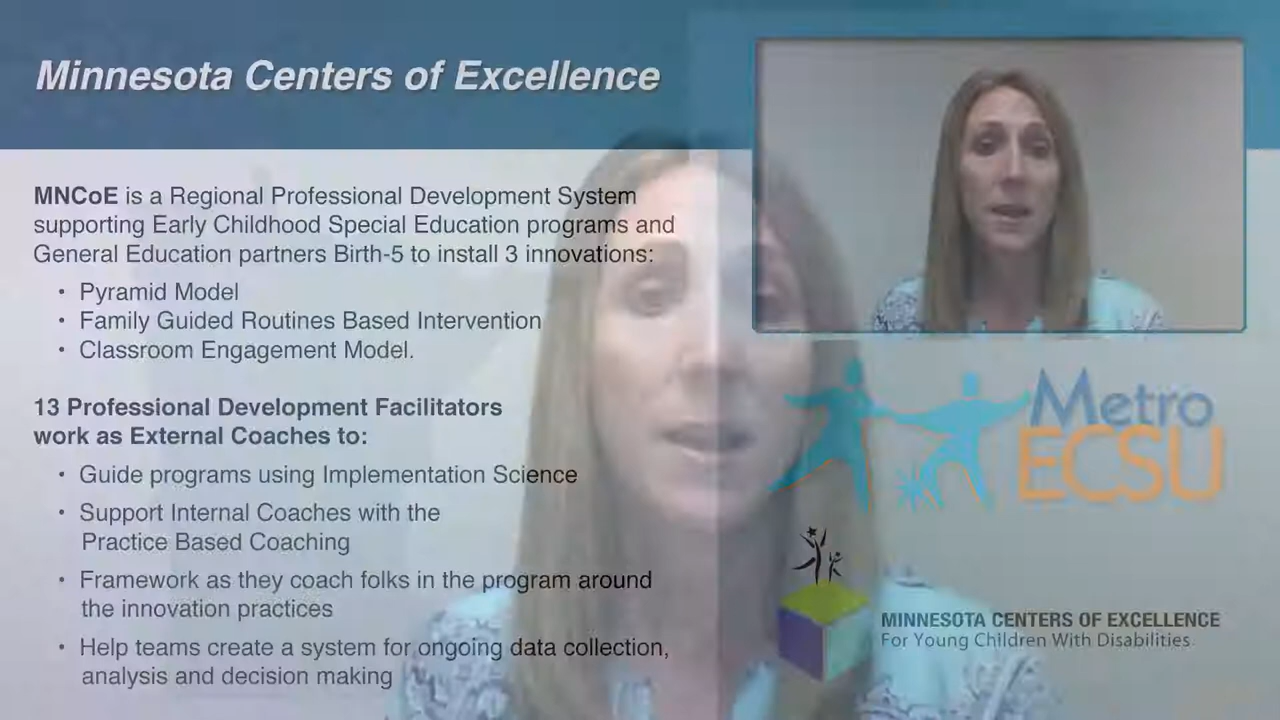 Minnesota Centers of Excellence
MNCoE is a Regional Professional Development System
supporting Early Childhood Special Education programs and
General Education partners Birth-5 to install 3 innovations:
• Pyramid Model
• Family Guided Routines Based Intervention
• Classroom Engagement Model.
13 Professional Development Facilitators
work as External Coaches to:
• Guide programs using Implementation Science
• Support Internal Coaches with the
Practice Based Coaching
• Framework as they coach folks in the program around
the innovation practices
• Help teams create a system for ongoing data collection,
analysis and decision making
Metro
ECSU
MINNESOTA CENTERS OF EXCELLENCE
For Young Children With Disabilities